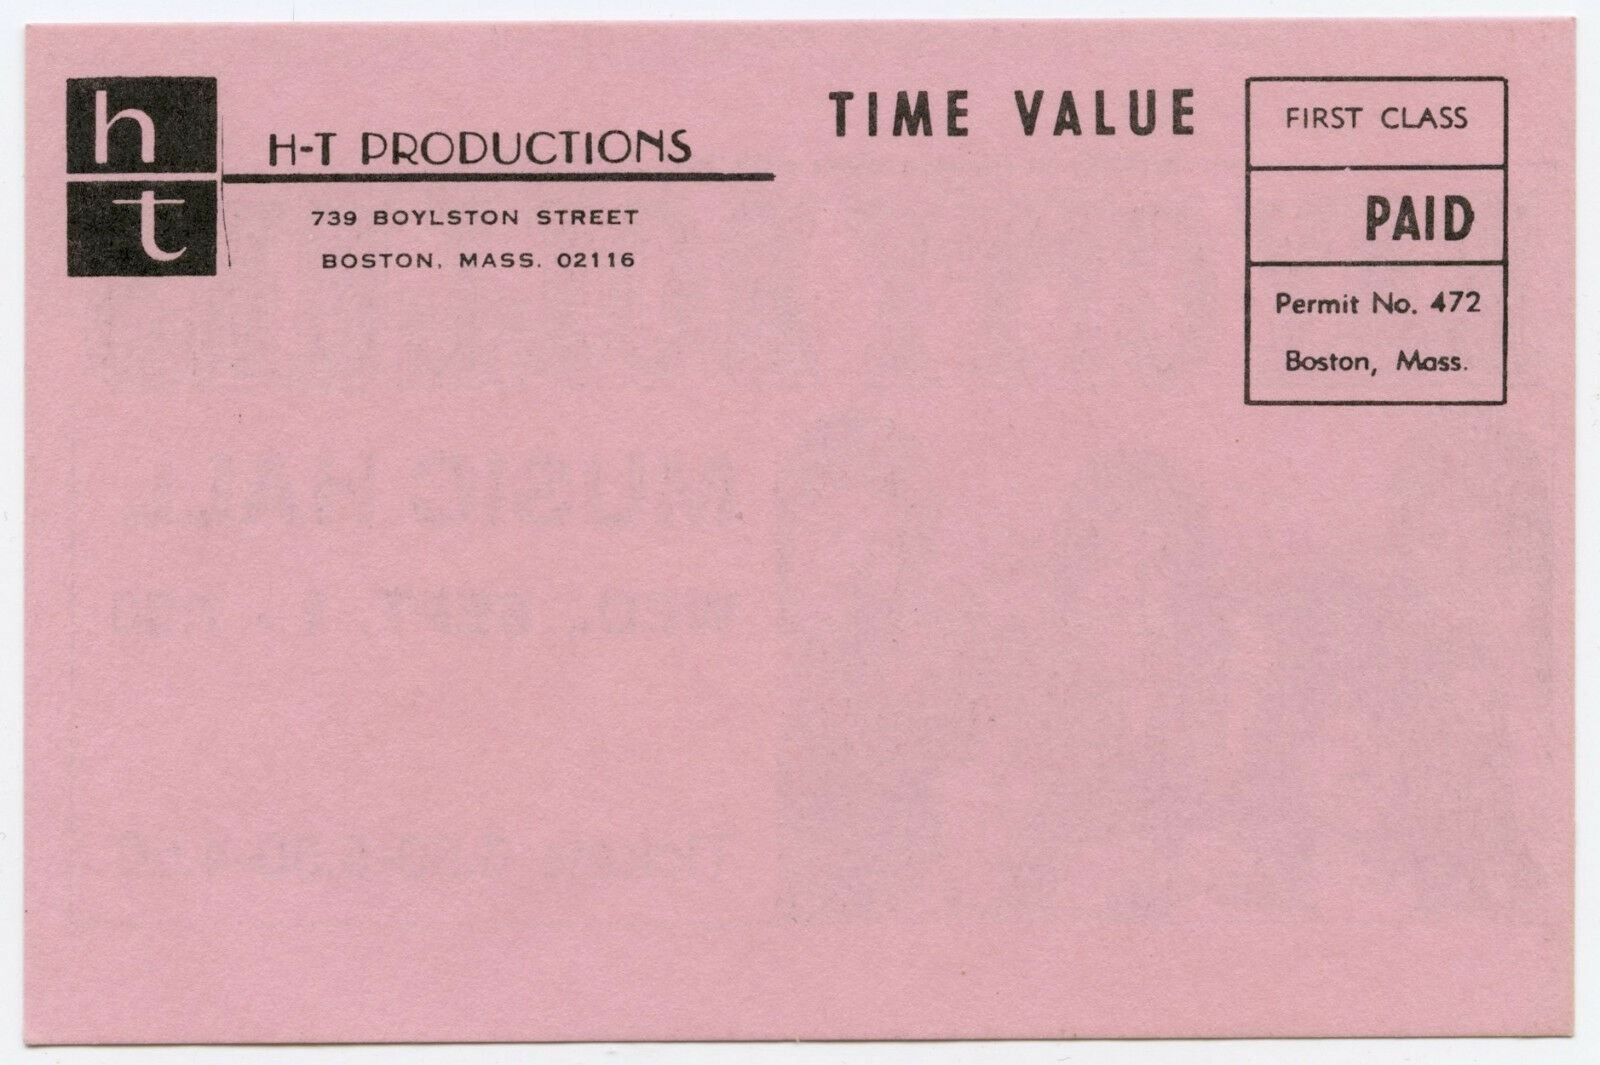 h
t
H-T PRODUCTIONS
739 BOYLSTON STREET
BOSTON, MASS. 02116
TIME VALUE
FIRST CLASS
PAID
Permit No. 472
Boston, Mass.